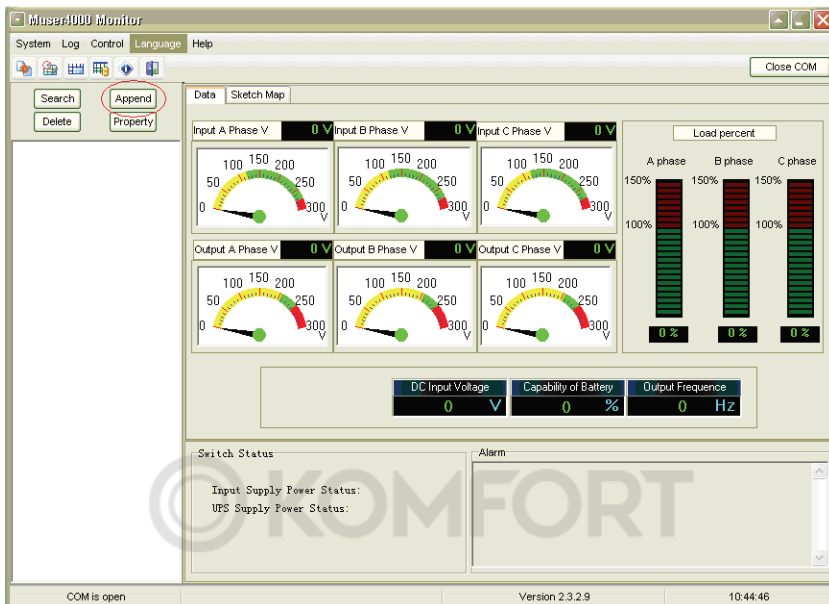 Muser4000 Monitor
System Log Control Language Help
Close COM
Search Append
Delete Property
Data Sketch Map
Input A Phase V 0 V Input B Phase V 0 V Input C Phase V 0 V
0 50 100 150 200 250 300 V
0 50 100 150 200 250 300 V
0 50 100 150 200 250 300 V
Output A Phase V 0 V Output B Phase V 0 V Output C Phase V 0 V
0 50 100 150 200 250 300 V
0 50 100 150 200 250 300 V
0 50 100 150 200 250 300 V
Load percent
A phase B phase C phase
150% 150% 150%
100% 100% 100%
0 % 0 % 0 %
DC Input Voltage Capability of Battery Output Frequence
0 V 0 % 0 Hz
Switch Status
Input Supply Power Status:
UPS Supply Power Status:
Alarm
KOMFORT
COM is open Version 2.3.2.9 10:44:46